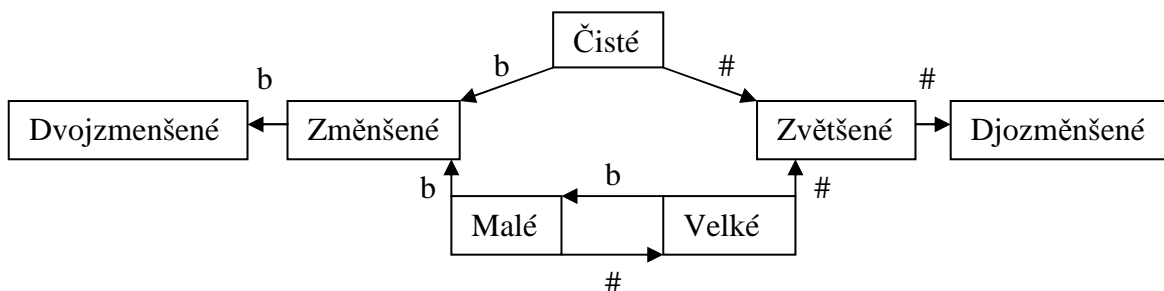 Čisté
b #
b #
Dvojzmenšené Změnšené Zvětšené Djozměnšené
b b #
Malé Velké
#